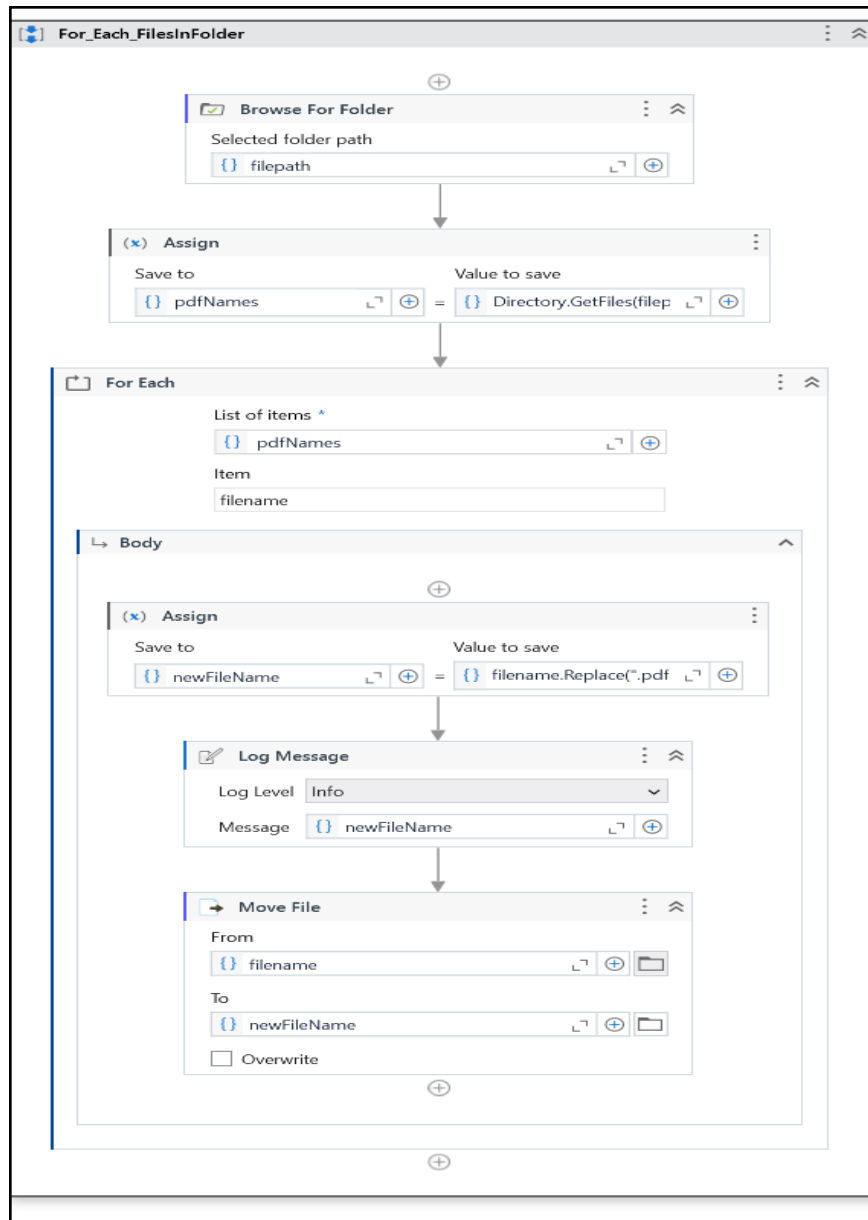 For_Each_FilesInFolder
Browse For Folder
Selected folder path
{} filepath
(x) Assign
Save to Value to save
{} pdfNames = {} Directory.GetFiles(filep
For Each
List of items *
{} pdfNames
Item
filename
Body
(x) Assign
Save to Value to save
{} newFileName = {} filename.Replace(".pdf
Log Message
Log Level Info
Message {} newFileName
Move File
From
{} filename
To
{} newFileName
Overwrite